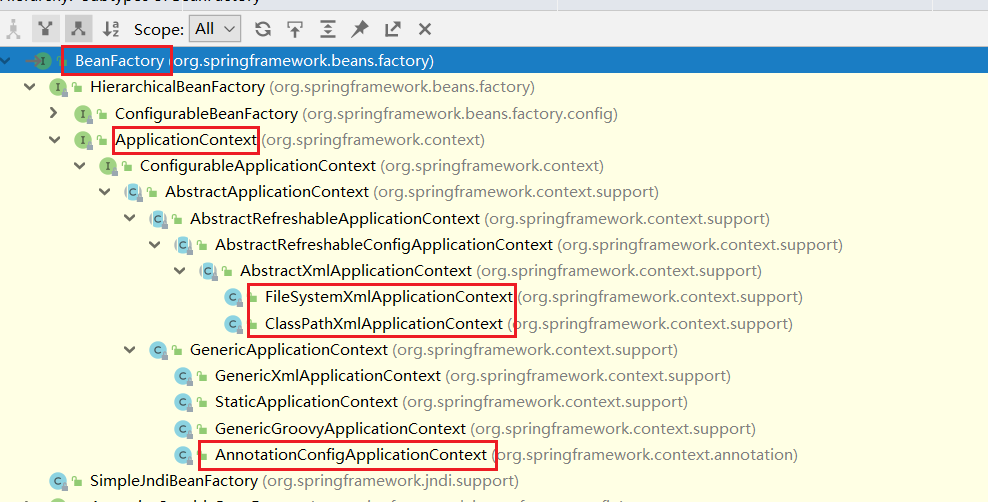 Hierarchy: Subtypes of BeanFactory
Scope: All
BeanFactory (org.springframework.beans.factory)
HierarchicalBeanFactory (org.springframework.beans.factory)
ConfigurableBeanFactory (org.springframework.beans.factory.config)
ApplicationContext (org.springframework.context)
ConfigurableApplicationContext (org.springframework.context)
AbstractApplicationContext (org.springframework.context.support)
AbstractRefreshableApplicationContext (org.springframework.context.support)
AbstractRefreshableConfigApplicationContext (org.springframework.context.support)
AbstractXmlApplicationContext (org.springframework.context.support)
FileSystemXmlApplicationContext (org.springframework.context.support)
ClassPathXmlApplicationContext (org.springframework.context.support)
GenericApplicationContext (org.springframework.context.support)
GenericXmlApplicationContext (org.springframework.context.support)
StaticApplicationContext (org.springframework.context.support)
GenericGroovyApplicationContext (org.springframework.context.support)
AnnotationConfigApplicationContext (org.springframework.context.annotation)
SimpleJndiBeanFactory (org.springframework.jndi.support)